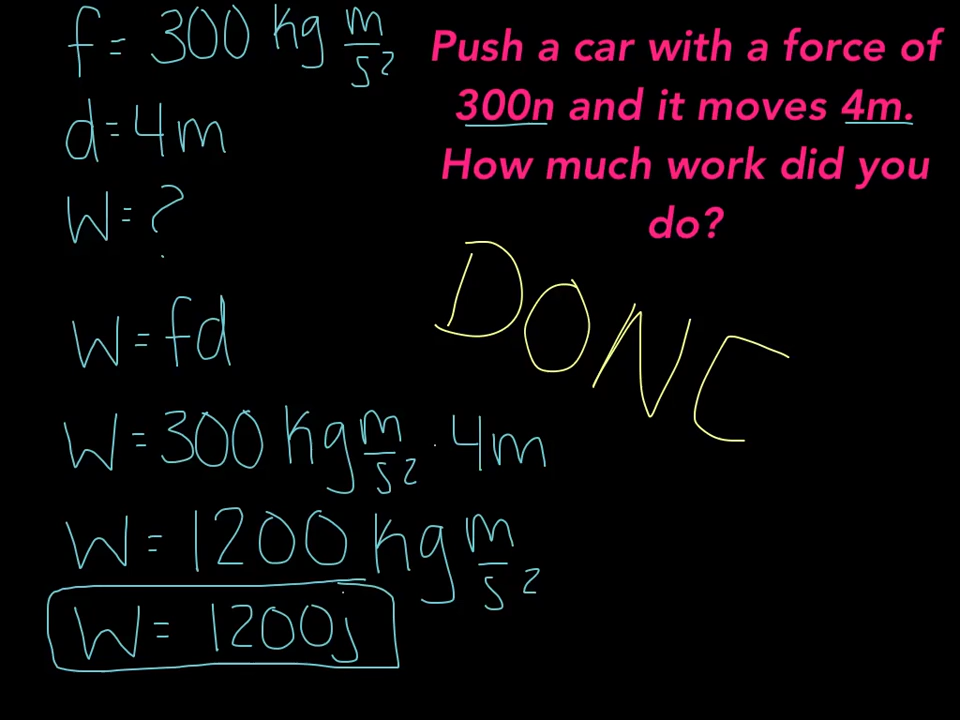 f = 300 kg m/s²
d = 4m
W = ?
W = fd
W = 300 kg m/s² · 4m
W = 1200 kg m/s²
W = 1200j
Push a car with a force of
300n and it moves 4m.
How much work did you
do?
DONE